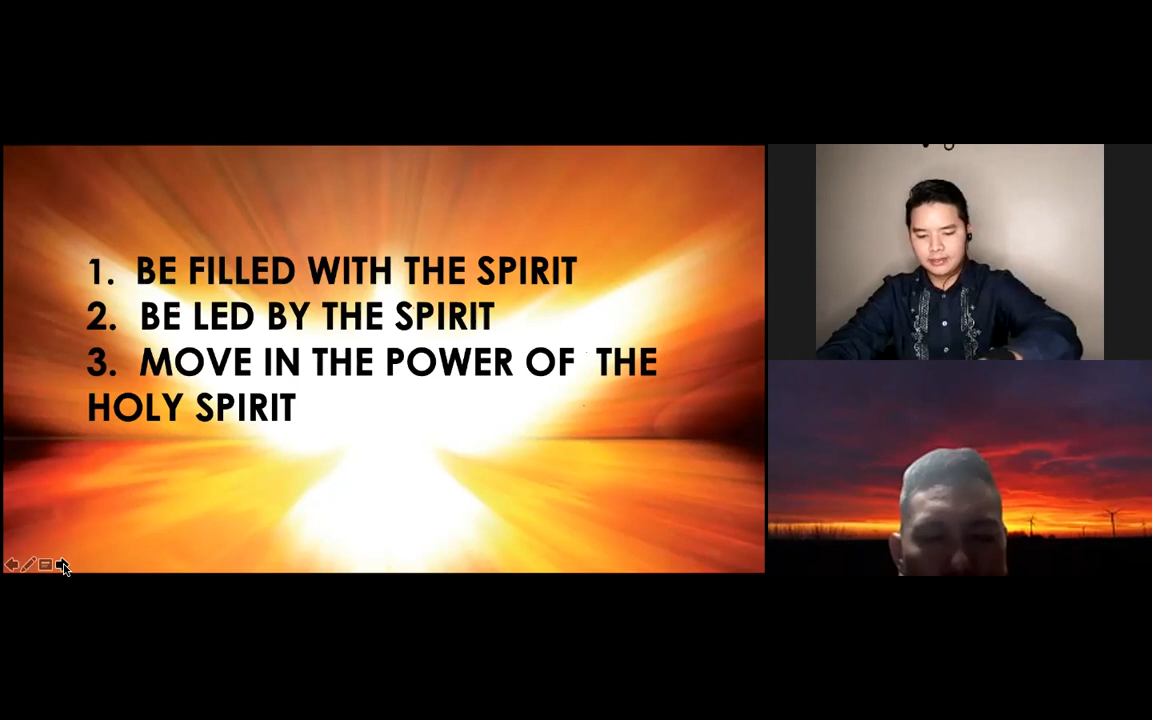 1. BE FILLED WITH THE SPIRIT
2. BE LED BY THE SPIRIT
3. MOVE IN THE POWER OF THE
HOLY SPIRIT